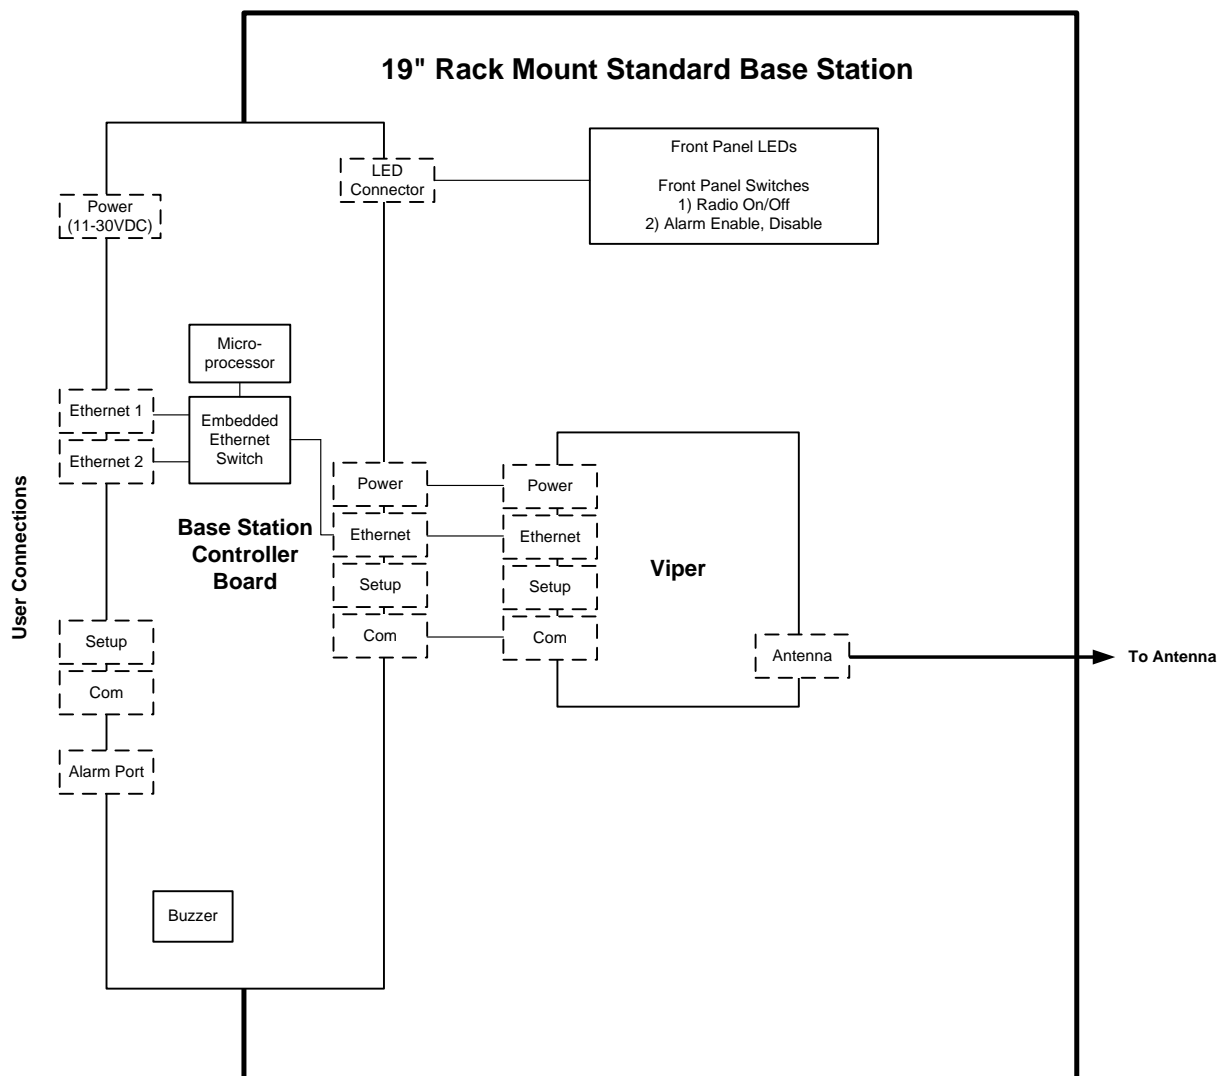 19" Rack Mount Standard Base Station
Front Panel LEDs
Front Panel Switches
1) Radio On/Off
2) Alarm Enable, Disable
LED
Connector
Power
(11-30VDC)
Micro-
processor
Ethernet 1
Ethernet 2
Embedded
Ethernet
Switch
User Connections
Base Station
Controller
Board
Power
Ethernet
Setup
Com
Power
Ethernet
Setup
Com
Viper
Antenna
To Antenna
Setup
Com
Alarm Port
Buzzer